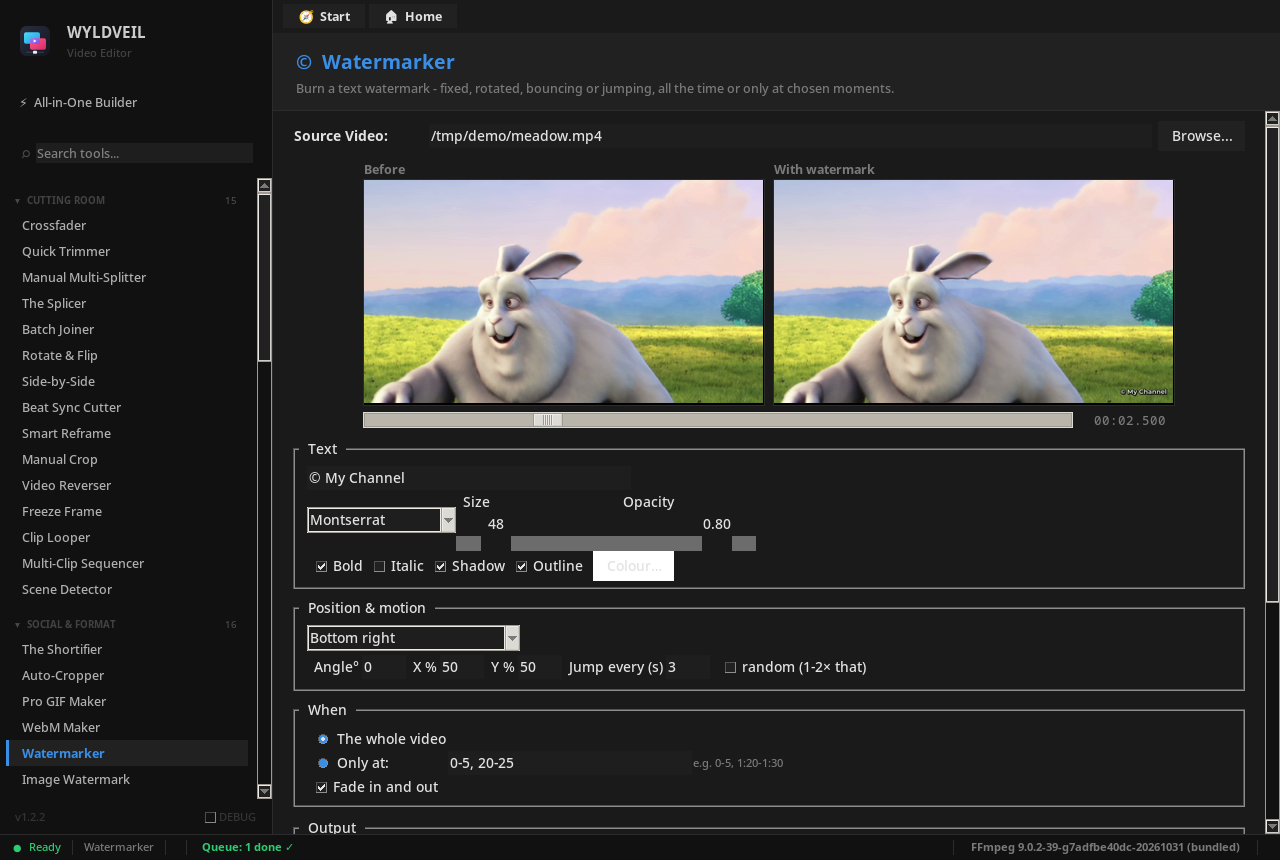 WYLDVEIL
Video Editor
⚡ All-in-One Builder
Search tools...
▾ CUTTING ROOM 15
Crossfader
Quick Trimmer
Manual Multi-Splitter
The Splicer
Batch Joiner
Rotate & Flip
Side-by-Side
Beat Sync Cutter
Smart Reframe
Manual Crop
Video Reverser
Freeze Frame
Clip Looper
Multi-Clip Sequencer
Scene Detector
▾ SOCIAL & FORMAT 16
The Shortifier
Auto-Cropper
Pro GIF Maker
WebM Maker
Watermarker
Image Watermark
v1.2.2 DEBUG
Start Home
© Watermarker
Burn a text watermark - fixed, rotated, bouncing or jumping, all the time or only at chosen moments.
Source Video: /tmp/demo/meadow.mp4 Browse...
Before With watermark
© My Channel
00:02.500
Text
© My Channel
Size Opacity
Montserrat 48 0.80
Bold Italic Shadow Outline Colour...
Position & motion
Bottom right
Angle° 0 X % 50 Y % 50 Jump every (s) 3 random (1-2× that)
When
The whole video
Only at: 0-5, 20-25 e.g. 0-5, 1:20-1:30
Fade in and out
Output
Ready Watermarker Queue: 1 done ✓ FFmpeg 9.0.2-39-g7adfbe40dc-20261031 (bundled)